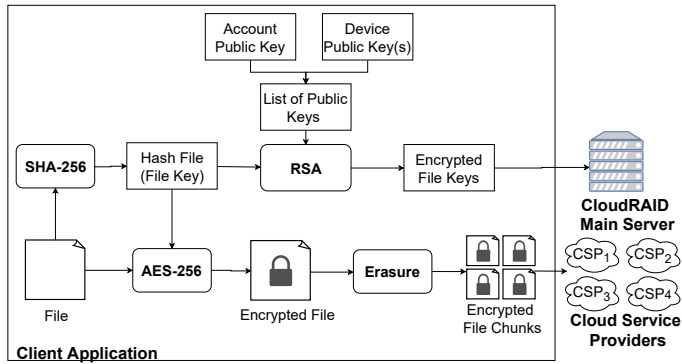 Account
Public Key
Device
Public Key(s)
List of Public
Keys
SHA-256
Hash File
(File Key)
RSA
Encrypted
File Keys
CloudRAID
Main Server
File
AES-256
Encrypted File
Erasure
Encrypted
File Chunks
CSP1
CSP2
CSP3
CSP4
Cloud Service
Providers
Client Application